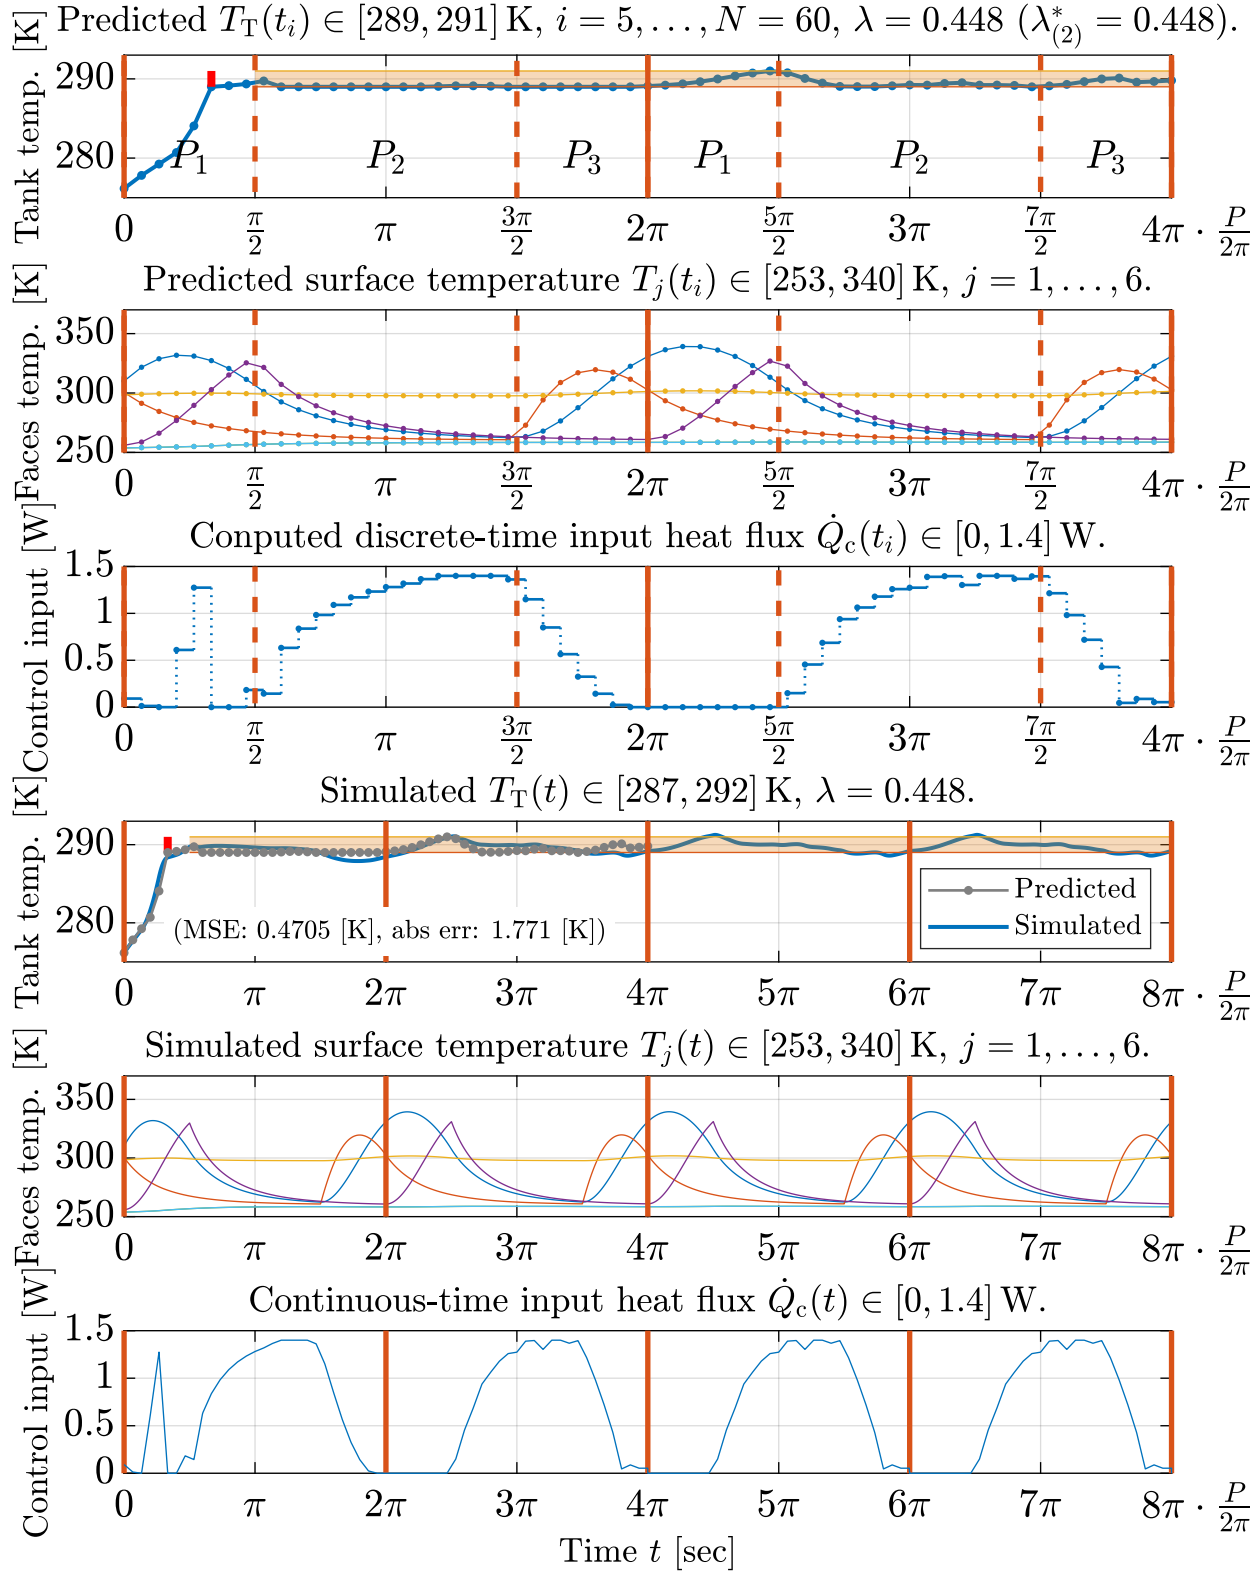 Predicted T_T(t_i) ∈ [289, 291] K, i = 5, . . . , N = 60, λ = 0.448 (λ*_(2) = 0.448).
Tank temp. [K]
290
280
P_1
P_2
P_3
P_1
P_2
P_3
0 π/2 π 3π/2 2π 5π/2 3π 7π/2 4π · P/2π
Predicted surface temperature T_j(t_i) ∈ [253, 340] K, j = 1, . . . , 6.
Faces temp. [K]
350
300
250
0 π/2 π 3π/2 2π 5π/2 3π 7π/2 4π · P/2π
Conputed discrete-time input heat flux Q̇_c(t_i) ∈ [0, 1.4] W.
Control input [W]
1.5
1
0.5
0
0 π/2 π 3π/2 2π 5π/2 3π 7π/2 4π · P/2π
Simulated T_T(t) ∈ [287, 292] K, λ = 0.448.
Tank temp. [K]
290
280
(MSE: 0.4705 [K], abs err: 1.771 [K])
Predicted
Simulated
0 π 2π 3π 4π 5π 6π 7π 8π · P/2π
Simulated surface temperature T_j(t) ∈ [253, 340] K, j = 1, . . . , 6.
Faces temp. [K]
350
300
250
0 π 2π 3π 4π 5π 6π 7π 8π · P/2π
Continuous-time input heat flux Q̇_c(t) ∈ [0, 1.4] W.
Control input [W]
1.5
1
0.5
0
0 π 2π 3π 4π 5π 6π 7π 8π · P/2π
Time t [sec]